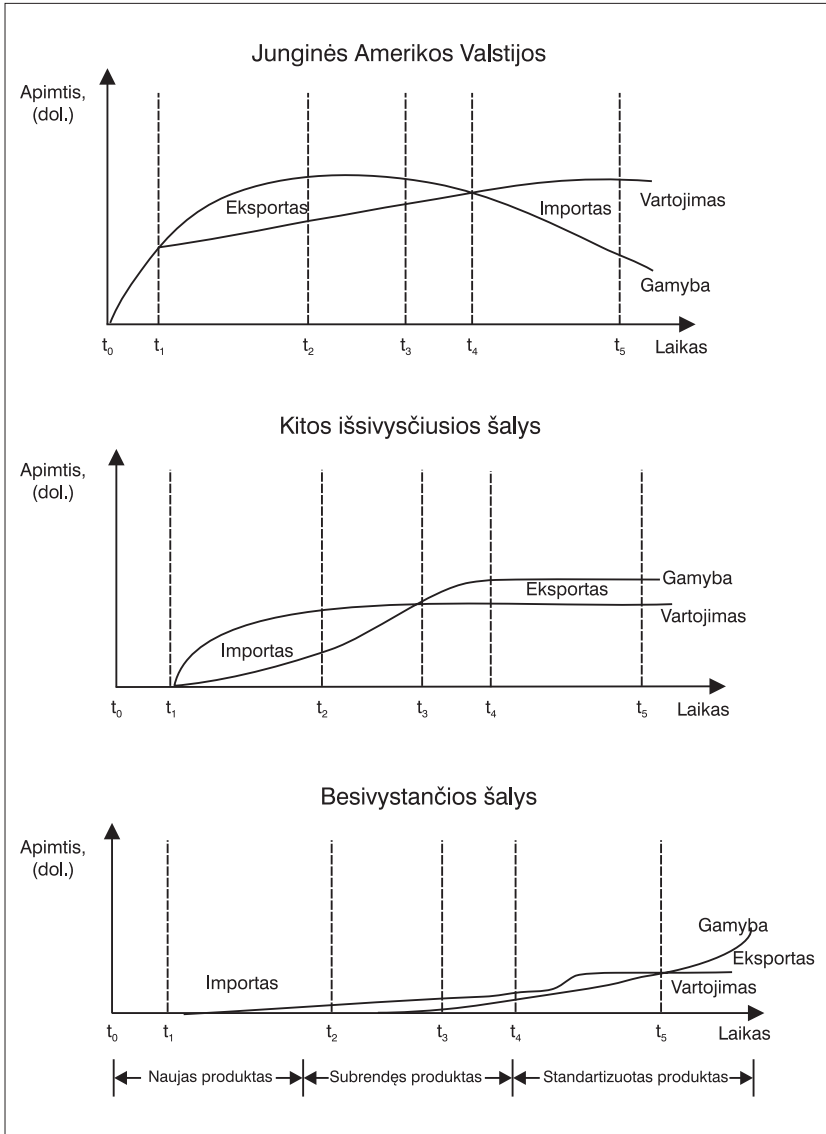 Junginės Amerikos Valstijos
Apimtis,
(dol.)
Eksportas
Importas
Vartojimas
Gamyba
t₀ t₁ t₂ t₃ t₄ t₅ Laikas
Kitos išsivysčiusios šalys
Apimtis,
(dol.)
Gamyba
Eksportas
Vartojimas
Importas
t₀ t₁ t₂ t₃ t₄ t₅ Laikas
Besivystančios šalys
Apimtis,
(dol.)
Gamyba
Eksportas
Importas
Vartojimas
t₀ t₁ t₂ t₃ t₄ t₅ Laikas
Naujas produktas Subrendęs produktas Standartizuotas produktas